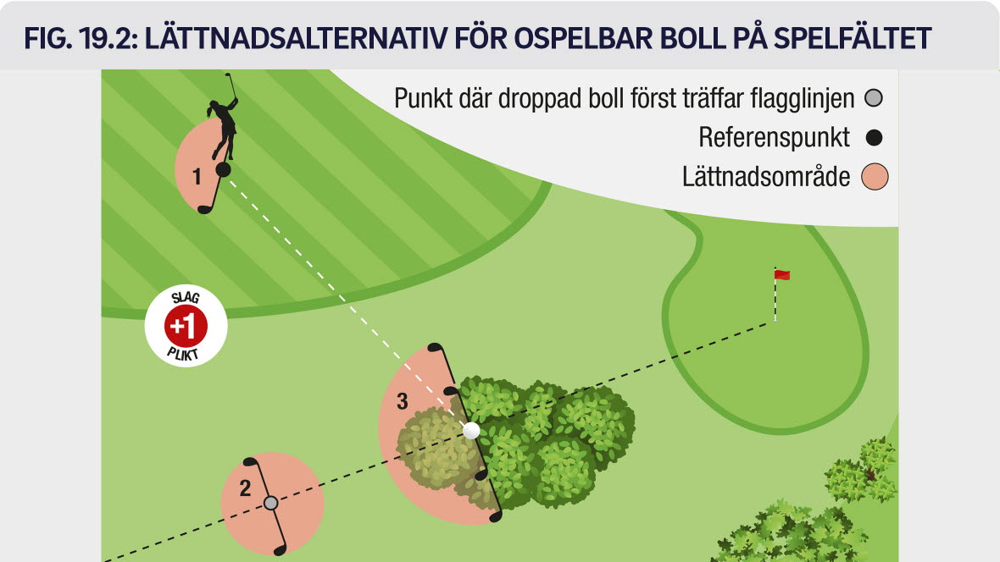 FIG. 19.2: LÄTTNADSALTERNATIV FÖR OSPELBAR BOLL PÅ SPELFÄLTET
Punkt där droppad boll först träffar flagglinjen
Referenspunkt
Lättnadsområde
1
SLAG
+1
PLIKT
3
2